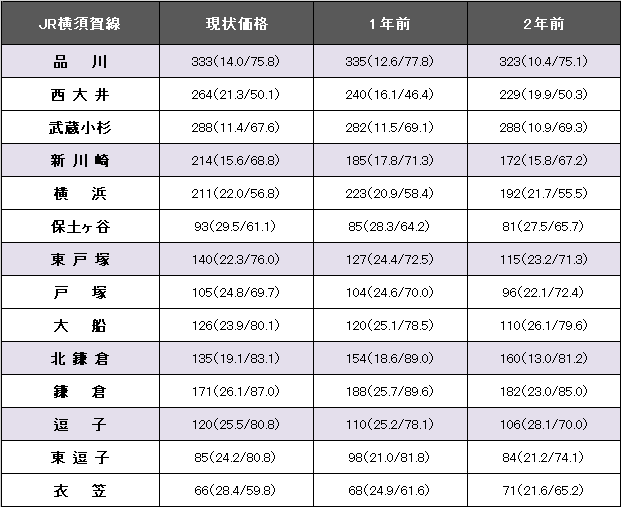 JR横須賀線 現状価格 1年前 2年前
品 川 333(14.0/75.8) 335(12.6/77.8) 323(10.4/75.1)
西 大 井 264(21.3/50.1) 240(16.1/46.4) 229(19.9/50.3)
武蔵小杉 288(11.4/67.6) 282(11.5/69.1) 288(10.9/69.3)
新 川 崎 214(15.6/68.8) 185(17.8/71.3) 172(15.8/67.2)
横 浜 211(22.0/56.8) 223(20.9/58.4) 192(21.7/55.5)
保土ヶ谷 93(29.5/61.1) 85(28.3/64.2) 81(27.5/65.7)
東 戸 塚 140(22.3/76.0) 127(24.4/72.5) 115(23.2/71.3)
戸 塚 105(24.8/69.7) 104(24.6/70.0) 96(22.1/72.4)
大 船 126(23.9/80.1) 120(25.1/78.5) 110(26.1/79.6)
北 鎌 倉 135(19.1/83.1) 154(18.6/89.0) 160(13.0/81.2)
鎌 倉 171(26.1/87.0) 188(25.7/89.6) 182(23.0/85.0)
逗 子 120(25.5/80.8) 110(25.2/78.1) 106(28.1/70.0)
東 逗 子 85(24.2/80.8) 98(21.0/81.8) 84(21.2/74.1)
衣 笠 66(28.4/59.8) 68(24.9/61.6) 71(21.6/65.2)